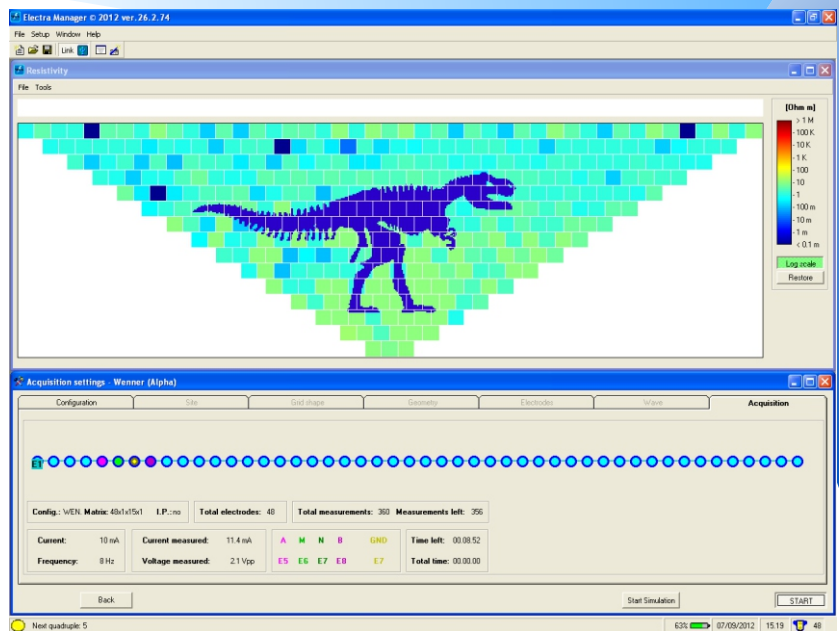 Electra Manager © 2012 ver.26.2.74
File Setup Window Help
Link
Resistivity
File Tools
[Ohm m]
> 1 M
100 K
10 K
1 K
100
10
1
100 m
10 m
1 m
< 0.1 m
Log scale
Restore
Acquisition settings - Wenner (Alpha)
Configuration Site Grid shape Geometry Electrodes Wave Acquisition
E1
Config.: WEN. Matrix: 48x1x15x1 I.P.:no Total electrodes: 48 Total measurements: 360 Measurements left: 356
Current: 10 mA Current measured: 11.4 mA A M N B GND Time left: 00.08.52
Frequency: 8 Hz Voltage measured: 2.1 Vpp E5 E6 E7 E8 E7 Total time: 00.00.00
Back Start Simulation START
Next quadruple: 5 63% 07/09/2012 15.19 48